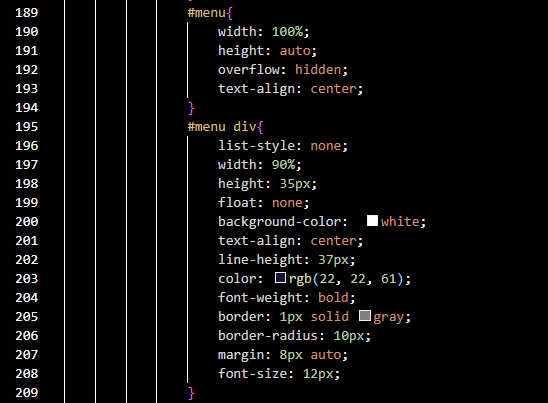 189 #menu{
190 width: 100%;
191 height: auto;
192 overflow: hidden;
193 text-align: center;
194 }
195 #menu div{
196 list-style: none;
197 width: 90%;
198 height: 35px;
199 float: none;
200 background-color: white;
201 text-align: center;
202 line-height: 37px;
203 color: rgb(22, 22, 61);
204 font-weight: bold;
205 border: 1px solid gray;
206 border-radius: 10px;
207 margin: 8px auto;
208 font-size: 12px;
209 }